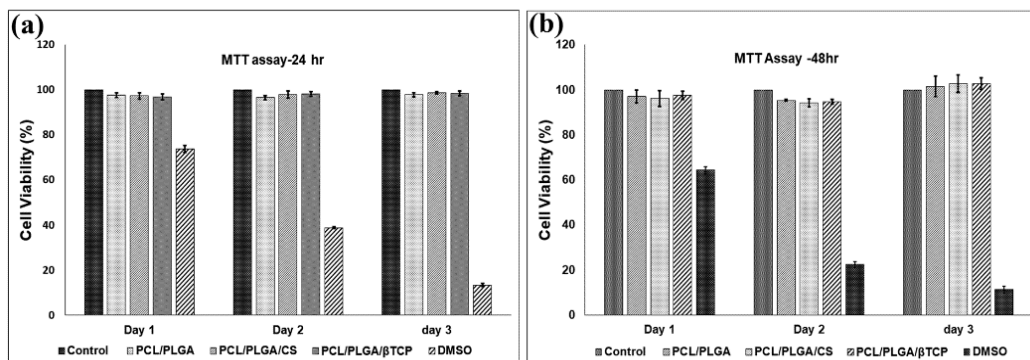 (a)
MTT assay-24 hr
Cell Viability (%)
120
100
80
60
40
20
0
Day 1 Day 2 day 3
Control PCL/PLGA PCL/PLGA/CS PCL/PLGA/βTCP DMSO
(b)
MTT Assay -48hr
Cell Viability (%)
120
100
80
60
40
20
0
Day 1 Day 2 day 3
Control PCL/PLGA PCL/PLGA/CS PCL/PLGA/βTCP DMSO